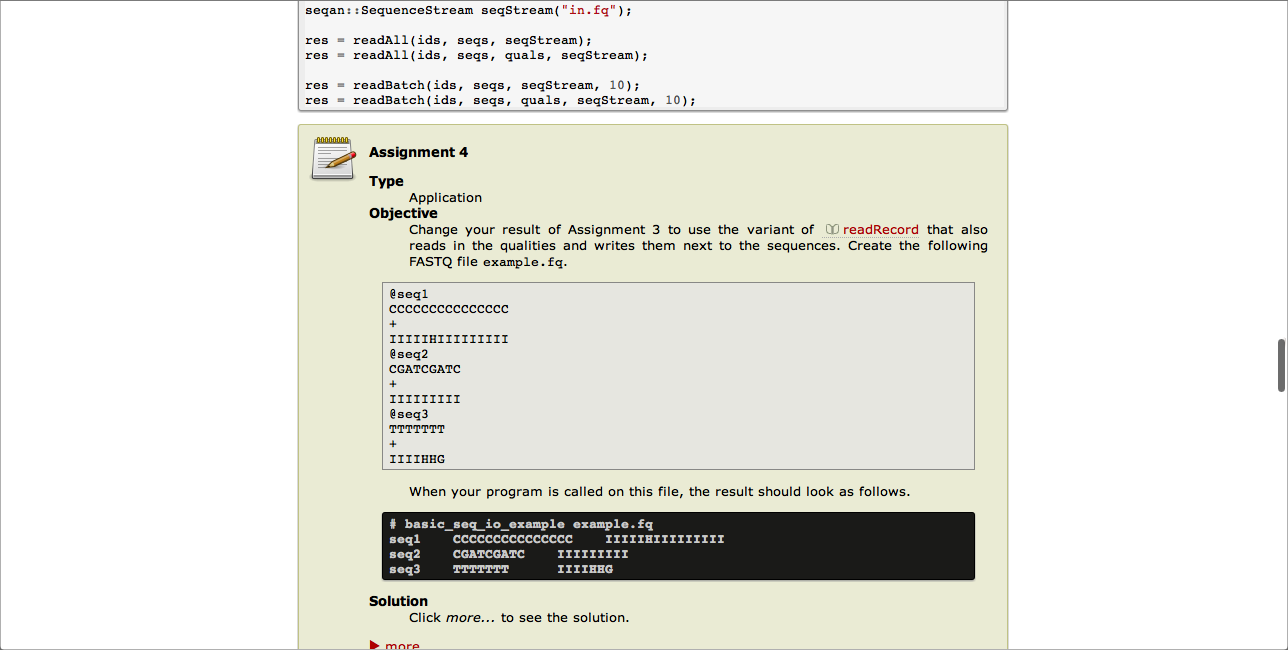 seqan::SequenceStream seqStream("in.fq");
res = readAll(ids, seqs, seqStream);
res = readAll(ids, seqs, quals, seqStream);
res = readBatch(ids, seqs, seqStream, 10);
res = readBatch(ids, seqs, quals, seqStream, 10);
Assignment 4
Type
Application
Objective
Change your result of Assignment 3 to use the variant of readRecord that also
reads in the qualities and writes them next to the sequences. Create the following
FASTQ file example.fq.
@seq1
CCCCCCCCCCCCCCC
+
IIIIIHIIIIIIIII
@seq2
CGATCGATC
+
IIIIIIIII
@seq3
TTTTTTT
+
IIIIHHG
When your program is called on this file, the result should look as follows.
# basic_seq_io_example example.fq
seq1    CCCCCCCCCCCCCCC    IIIIIHIIIIIIIII
seq2    CGATCGATC    IIIIIIIII
seq3    TTTTTTT      IIIIHHG
Solution
Click more... to see the solution.
more